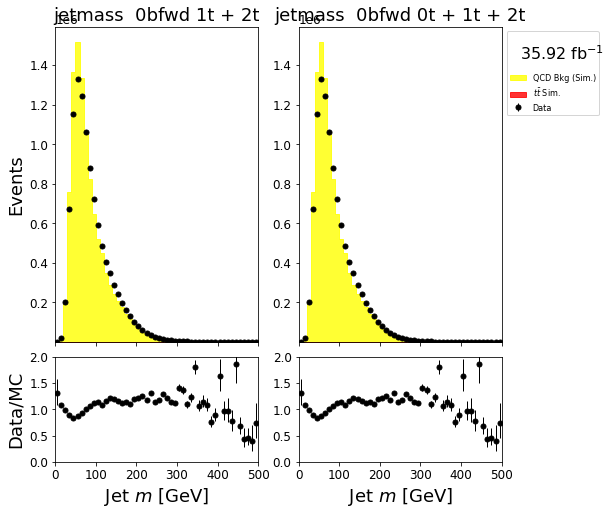 jetmass 0bfwd 1t + 2t
jetmass 0bfwd 0t + 1t + 2t
1e6
1e6
35.92 fb⁻¹
QCD Bkg (Sim.)
tt̄ Sim.
Data
Events
1.4
1.2
1.0
0.8
0.6
0.4
0.2
1.4
1.2
1.0
0.8
0.6
0.4
0.2
Data/MC
2.0
1.5
1.0
0.5
0.0
2.0
1.5
1.0
0.5
0.0
0 100 200 300 400 500
0 100 200 300 400 500
Jet m [GeV]
Jet m [GeV]